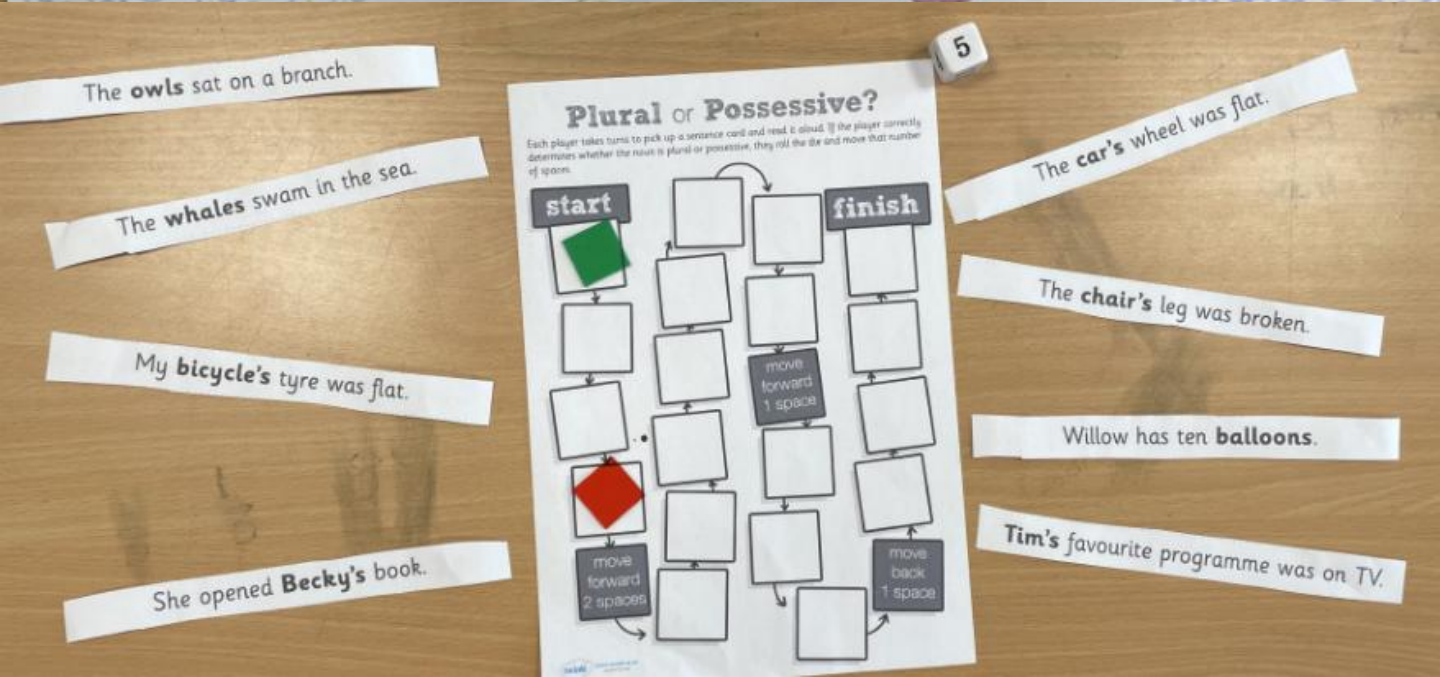 The owls sat on a branch.
The whales swam in the sea.
My bicycle's tyre was flat.
She opened Becky's book.
Plural or Possessive?
Each player takes turns to pick up a sentence card and read it aloud. If the player correctly
determines whether the noun is plural or possessive, they roll the die and move that number
of spaces.
start
move
forward
2 spaces
move
forward
1 space
finish
move
back
1 space
5
The car's wheel was flat.
The chair's leg was broken.
Willow has ten balloons.
Tim's favourite programme was on TV.